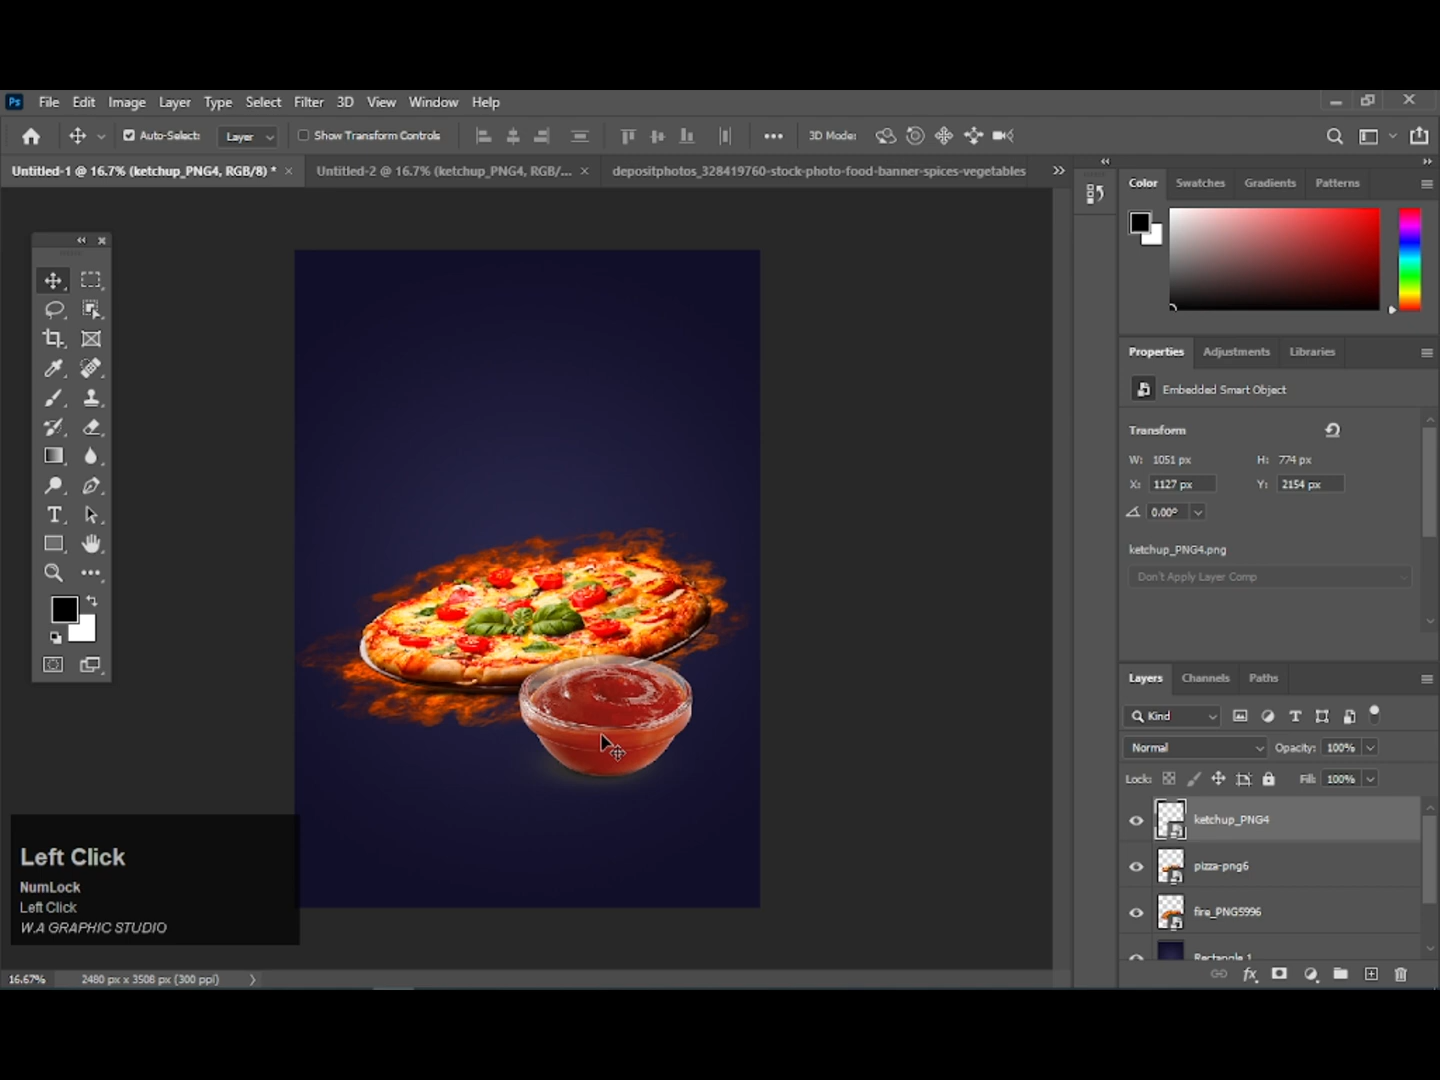 Ps File Edit Image Layer Type Select Filter 3D View Window Help
Auto-Select: Layer Show Transform Controls 3D Mode:
Untitled-1 @ 16.7% (ketchup_PNG4, RGB/8) * Untitled-2 @ 16.7% (ketchup_PNG4, RGB/... depositphotos_328419760-stock-photo-food-banner-spices-vegetables
Color Swatches Gradients Patterns
Properties Adjustments Libraries
Embedded Smart Object
Transform
W: 1051 px H: 774 px
X: 1127 px Y: 2154 px
0.00°
ketchup_PNG4.png
Don't Apply Layer Comp
Layers Channels Paths
Kind
Normal Opacity: 100%
Lock: Fill: 100%
ketchup_PNG4
pizza-png6
fire_PNG5996
Rectangle 1
Left Click
NumLock
Left Click
W.A GRAPHIC STUDIO
16.67% 2480 px x 3508 px (300 ppi)